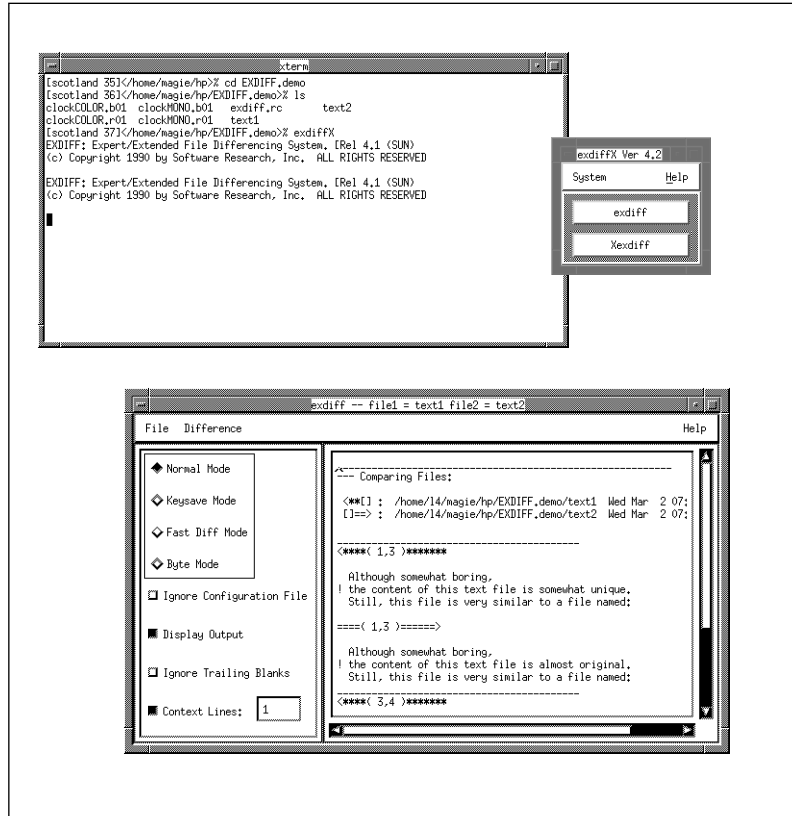 xterm
[scotland 35]</home/magie/hp>% cd EXDIFF.demo
[scotland 36]</home/magie/hp/EXDIFF.demo>% ls
clockCOLOR.b01 clockMONO.b01 exdiff.rc text2
clockCOLOR.r01 clockMONO.r01 text1
[scotland 37]</home/magie/hp/EXDIFF.demo>% exdiffX
EXDIFF: Expert/Extended File Differencing System. [Rel 4.1 (SUN)
(c) Copyright 1990 by Software Research, Inc. ALL RIGHTS RESERVED
EXDIFF: Expert/Extended File Differencing System. [Rel 4.1 (SUN)
(c) Copyright 1990 by Software Research, Inc. ALL RIGHTS RESERVED
exdiffX Ver 4.2
System Help
exdiff
Xexdiff
exdiff -- file1 = text1 file2 = text2
File Difference Help
Normal Mode
Keysave Mode
Fast Diff Mode
Byte Mode
Ignore Configuration File
Display Output
Ignore Trailing Blanks
Context Lines: 1
--- Comparing Files:
<**[] : /home/l4/magie/hp/EXDIFF.demo/text1 Wed Mar 2 07:
[]==> : /home/l4/magie/hp/EXDIFF.demo/text2 Wed Mar 2 07:
<****( 1,3 )*******
Although somewhat boring,
! the content of this text file is somewhat unique.
Still, this file is very similar to a file named:
====( 1,3 )======>
Although somewhat boring,
! the content of this text file is almost original.
Still, this file is very similar to a file named:
<****( 3,4 )*******